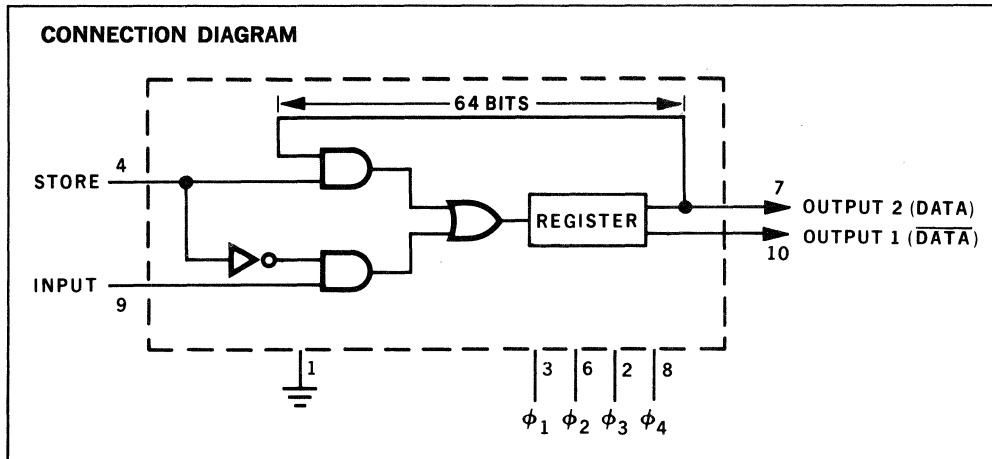 CONNECTION DIAGRAM
64 BITS
4
STORE
7
OUTPUT 2 (DATA)
REGISTER
OUTPUT 1 (D̅A̅T̅A̅)
10
INPUT
9
1
3 6 2 8
ϕ1 ϕ2 ϕ3 ϕ4